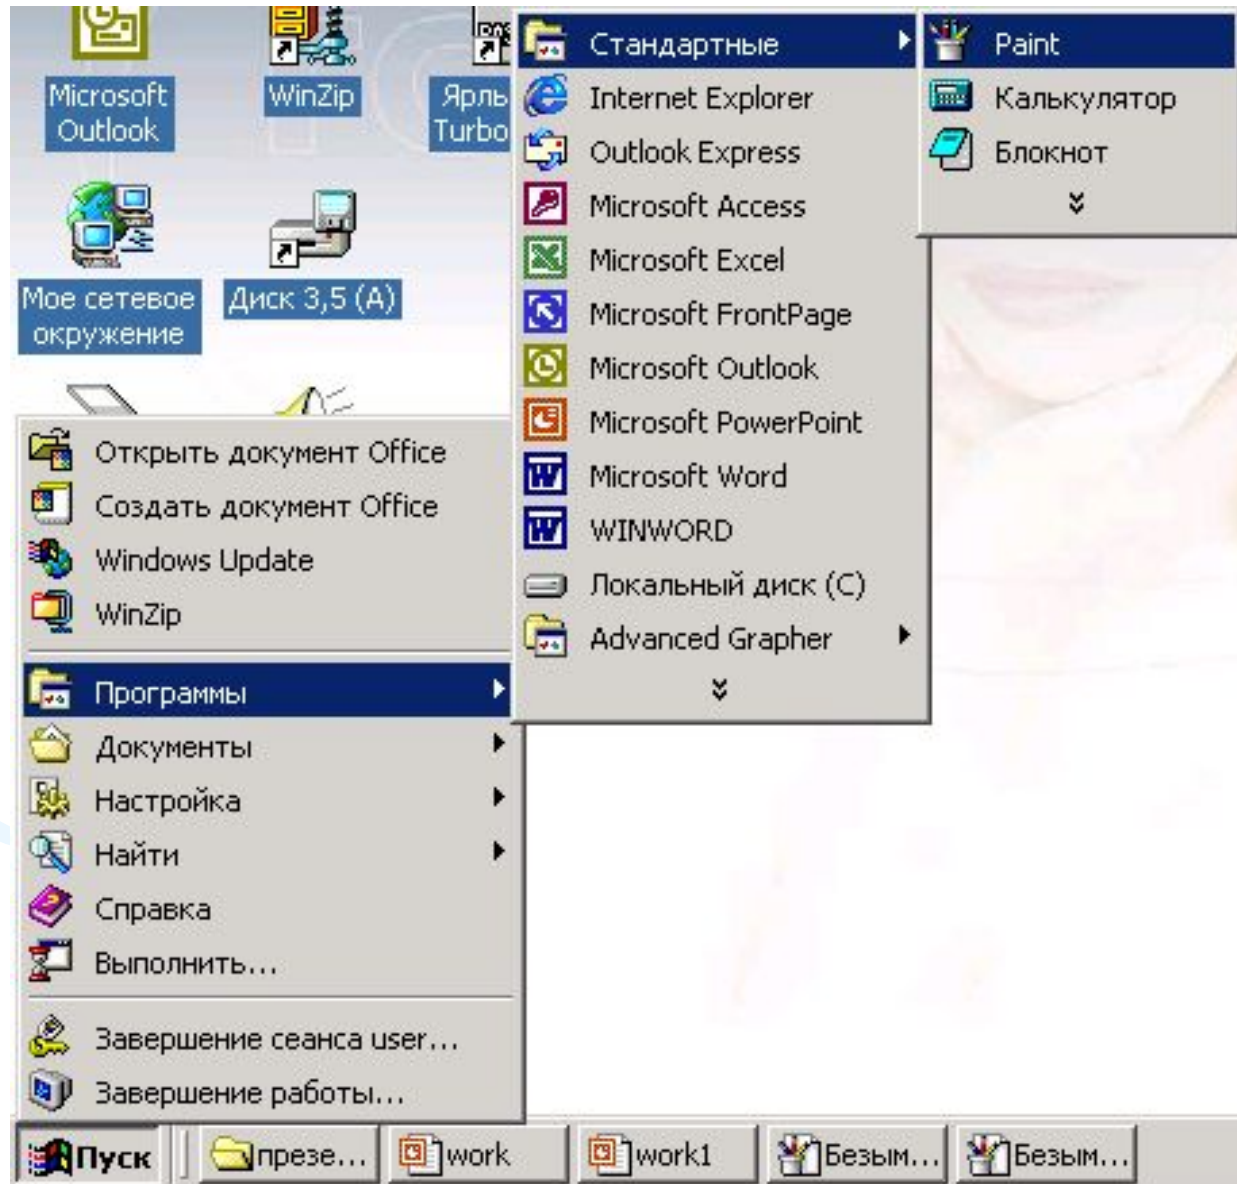 Microsoft
Outlook
WinZip
Ярль
Turbo
Мое сетевое
окружение
Диск 3,5 (A)
Стандартные
Internet Explorer
Outlook Express
Microsoft Access
Microsoft Excel
Microsoft FrontPage
Microsoft Outlook
Microsoft PowerPoint
Microsoft Word
WINWORD
Локальный диск (C)
Advanced Grapher
Paint
Калькулятор
Блокнот
Открыть документ Office
Создать документ Office
Windows Update
WinZip
Программы
Документы
Настройка
Найти
Справка
Выполнить...
Завершение сеанса user...
Завершение работы...
Пуск
презе...
work
work1
Безым...
Безым...